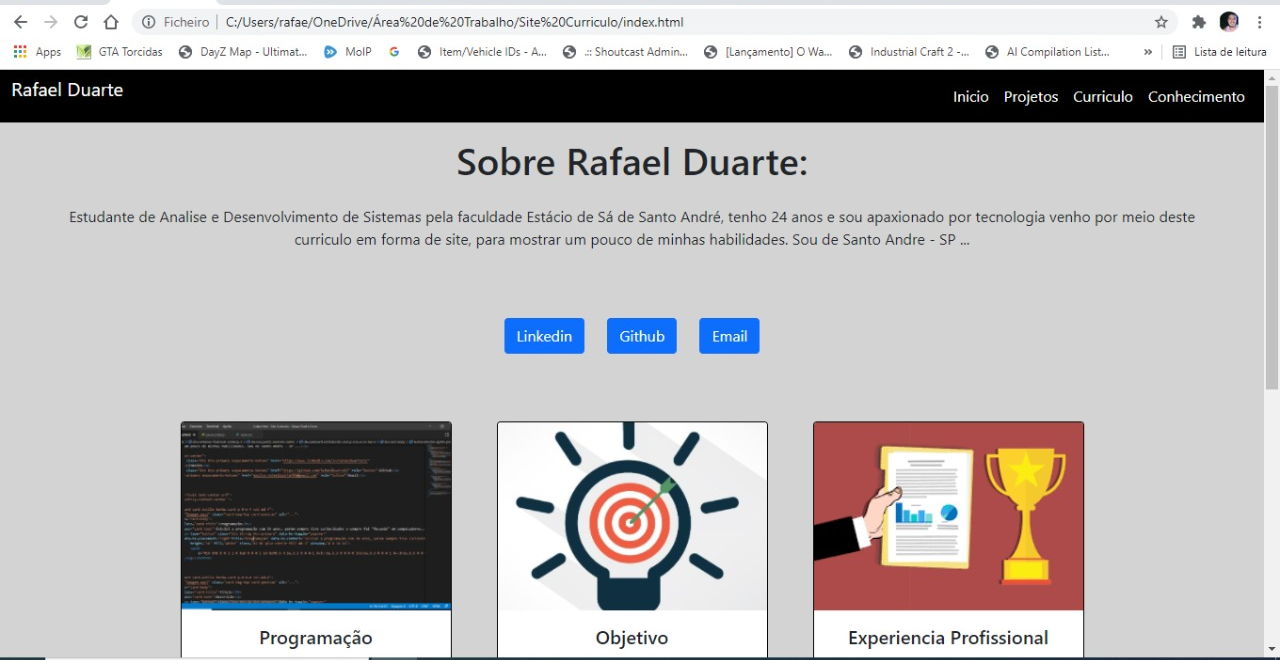 Ficheiro | C:/Users/rafae/OneDrive/Área%20de%20Trabalho/Site%20Curriculo/index.html
Apps GTA Torcidas DayZ Map - Ultimat... MoIP Item/Vehicle IDs - A... .:: Shoutcast Admin... [Lançamento] O Wa... Industrial Craft 2 -... AI Compilation List... » Lista de leitura
Rafael Duarte
Inicio Projetos Curriculo Conhecimento
Sobre Rafael Duarte:
Estudante de Analise e Desenvolvimento de Sistemas pela faculdade Estácio de Sá de Santo André, tenho 24 anos e sou apaxionado por tecnologia venho por meio deste
curriculo em forma de site, para mostrar um pouco de minhas habilidades. Sou de Santo Andre - SP ...
Linkedin Github Email
Programação Objetivo Experiencia Profissional